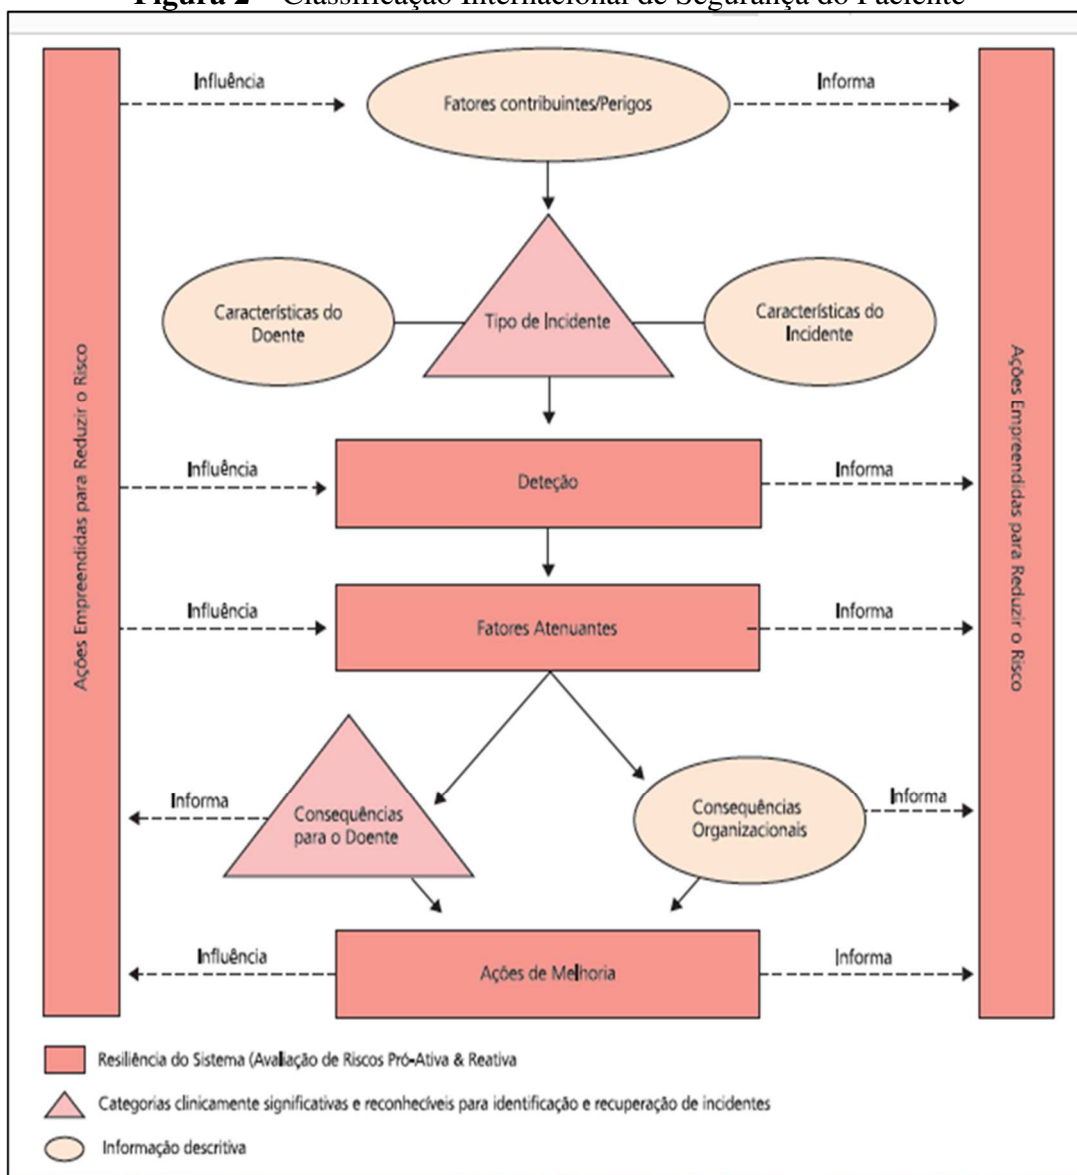 Figura 2 – Classificação Internacional de Segurança do Paciente
Influência
Fatores contribuintes/Perigos
Informa
Características do
Doente
Tipo de Incidente
Características do
Incidente
Ações Empreendidas para Reduzir o Risco
Ações Empreendidas para Reduzir o Risco
Influência
Deteção
Informa
Influência
Fatores Atenuantes
Informa
Informa
Consequências
para o Doente
Consequências
Organizacionais
Informa
Influência
Ações de Melhoria
Informa
Resiliência do Sistema (Avaliação de Riscos Pró-Ativa & Reativa
Categorias clinicamente significativas e reconhecíveis para identificação e recuperação de incidentes
Informação descritiva